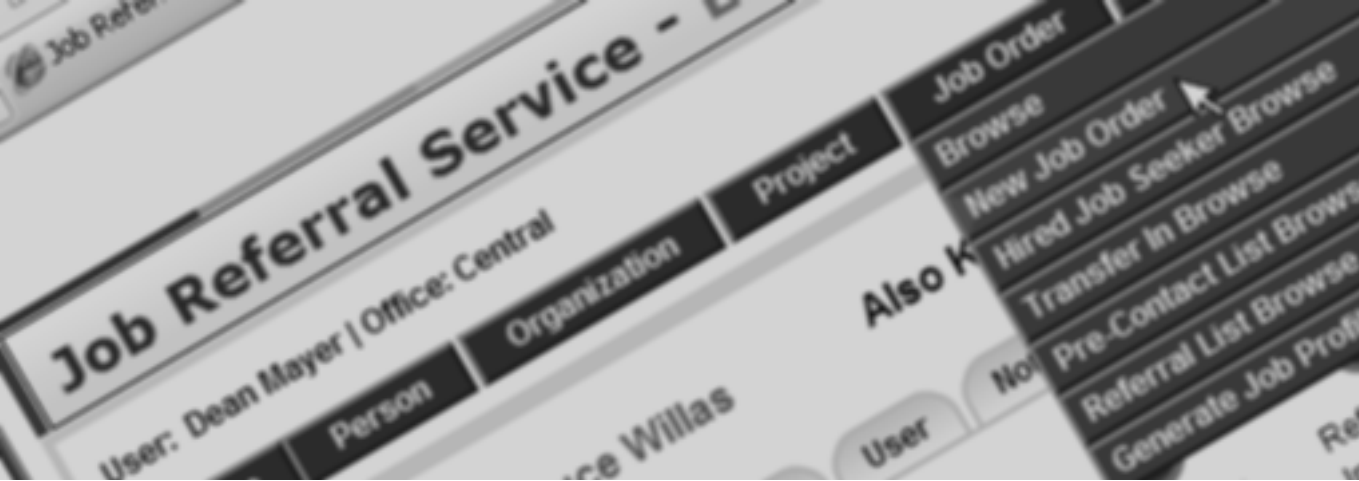 Job Refer
Job Referral Service -
User: Dean Mayer | Office: Central
Person
Organization
Project
Job Order
Browse
New Job Order
Hired Job Seeker Browse
Transfer In Browse
Pre-Contact List Brows
Referral List Browse
Generate Job Profi
Also K
Willas
User